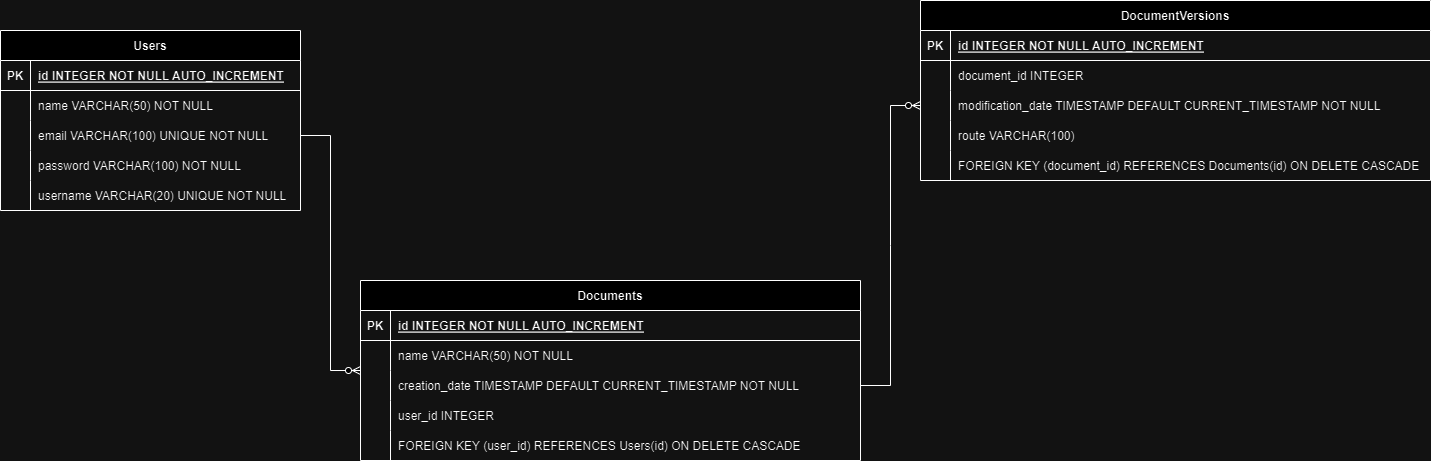 Users
PK id INTEGER NOT NULL AUTO_INCREMENT
name VARCHAR(50) NOT NULL
email VARCHAR(100) UNIQUE NOT NULL
password VARCHAR(100) NOT NULL
username VARCHAR(20) UNIQUE NOT NULL
Documents
PK id INTEGER NOT NULL AUTO_INCREMENT
name VARCHAR(50) NOT NULL
creation_date TIMESTAMP DEFAULT CURRENT_TIMESTAMP NOT NULL
user_id INTEGER
FOREIGN KEY (user_id) REFERENCES Users(id) ON DELETE CASCADE
DocumentVersions
PK id INTEGER NOT NULL AUTO_INCREMENT
document_id INTEGER
modification_date TIMESTAMP DEFAULT CURRENT_TIMESTAMP NOT NULL
route VARCHAR(100)
FOREIGN KEY (document_id) REFERENCES Documents(id) ON DELETE CASCADE